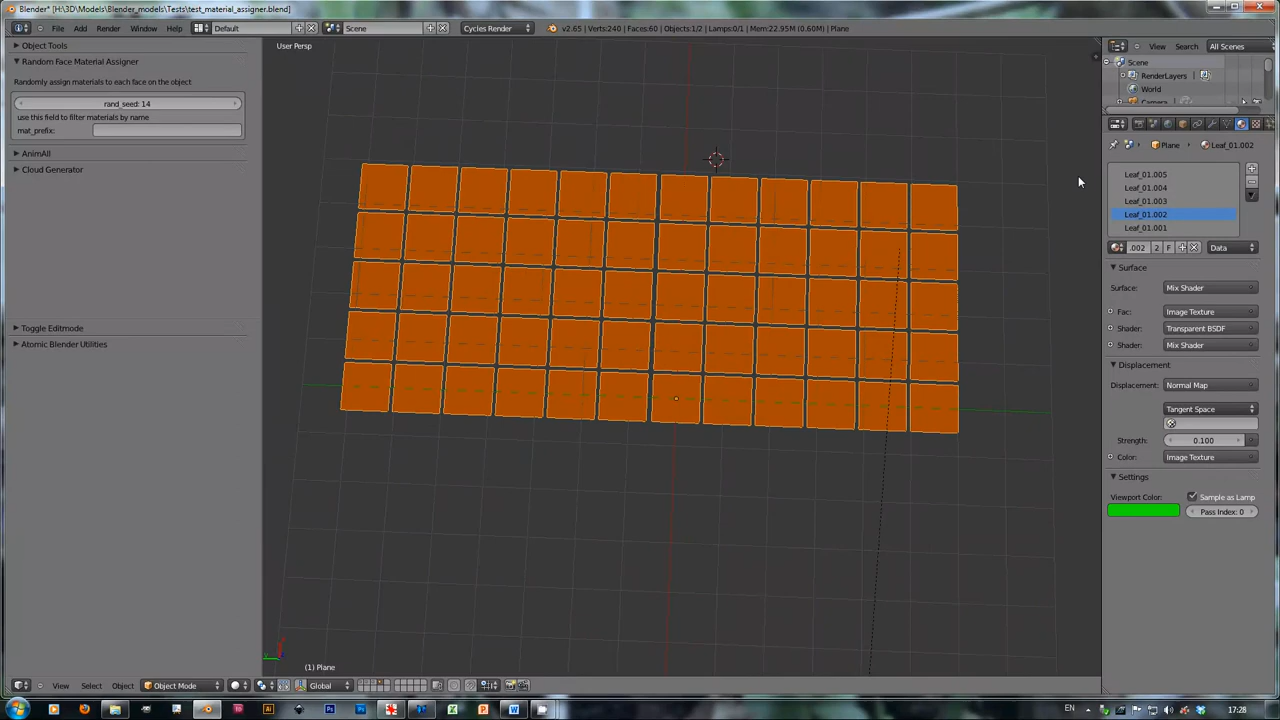 Blender* [H:\3D\Models\Blender_models\Tests\test_material_assigner.blend]
File Add Render Window Help Default Scene Cycles Render v2.65 | Verts:240 | Faces:60 | Objects:1/2 | Lamps:0/1 | Mem:22.95M (0.60M) | Plane
Object Tools
Random Face Materials Assigner
Randomly assign materials to each face on the object
rand_seed: 14
use this field to filter materials by name
mat_prefix:
AnimAll
Cloud Generator
Toggle Editmode
Atomic Blender Utilities
User Persp
(1) Plane
View Select Object Object Mode Global
View Search All Scenes
Scene
RenderLayers
World
Camera
Plane Leaf_01.002
Leaf_01.005
Leaf_01.004
Leaf_01.003
Leaf_01.002
Leaf_01.001
.002 2 F Data
Surface
Surface: Mix Shader
Fac: Image Texture
Shader: Transparent BSDF
Shader: Mix Shader
Displacement
Displacement: Normal Map
Tangent Space
Strength: 0.100
Color: Image Texture
Settings
Viewport Color: Sample as Lamp
Pass Index: 0
EN 17:28